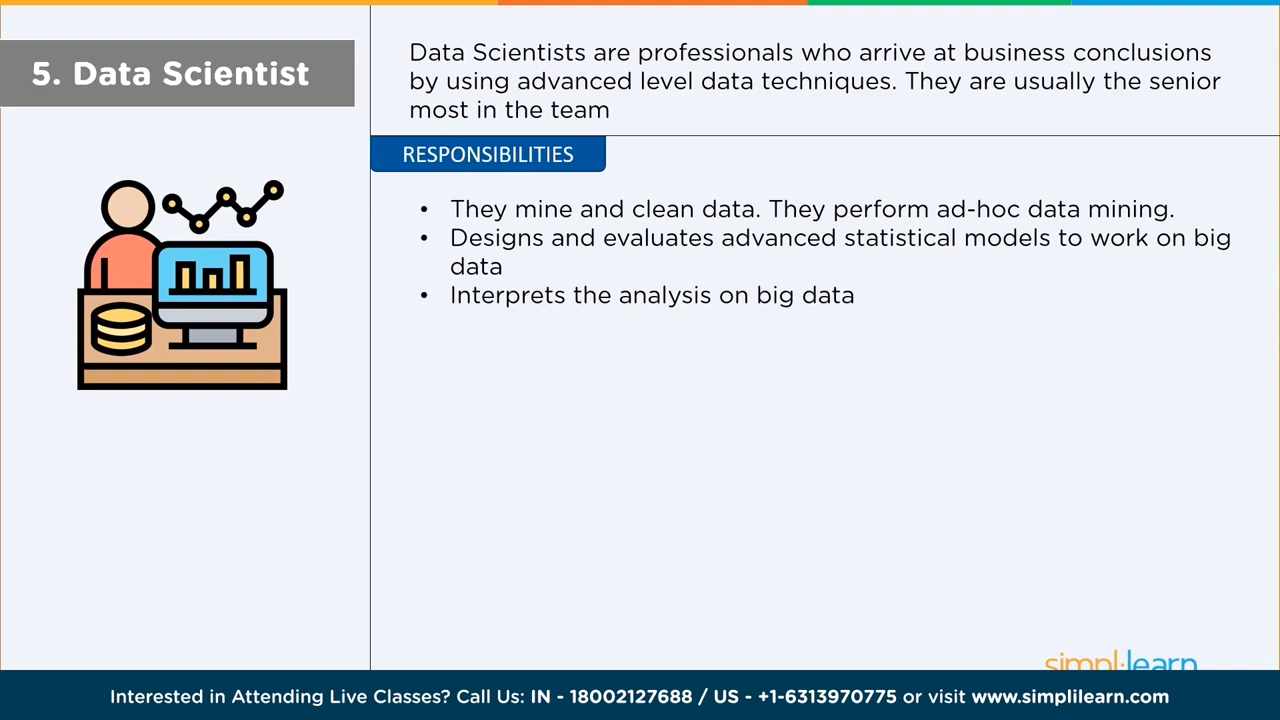 5. Data Scientist
Data Scientists are professionals who arrive at business conclusions
by using advanced level data techniques. They are usually the senior
most in the team
RESPONSIBILITIES
• They mine and clean data. They perform ad-hoc data mining.
• Designs and evaluates advanced statistical models to work on big
data
• Interprets the analysis on big data
simplilearn
Interested in Attending Live Classes? Call Us: IN - 18002127688 / US - +1-6313970775 or visit www.simplilearn.com